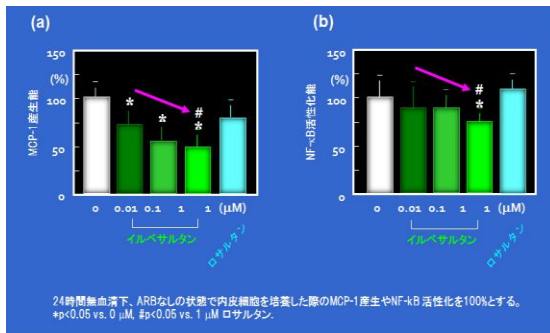 (a)
150
(%)
100
50
0
MCP-1産生能
*
*
#
*
0 0.01 0.1 1 1 (μM)
イルベサルタン
ロサルタン
(b)
150
(%)
100
50
0
NF-κB活性化能
#
*
0 0.01 0.1 1 1 (μM)
イルベサルタン
ロサルタン
24時間無血清下、ARBなしの状態で内皮細胞を培養した際のMCP-1産生やNF-kB 活性化を100%とする。
*p<0.05 vs. 0 μM, #p<0.05 vs. 1 μM ロサルタン.